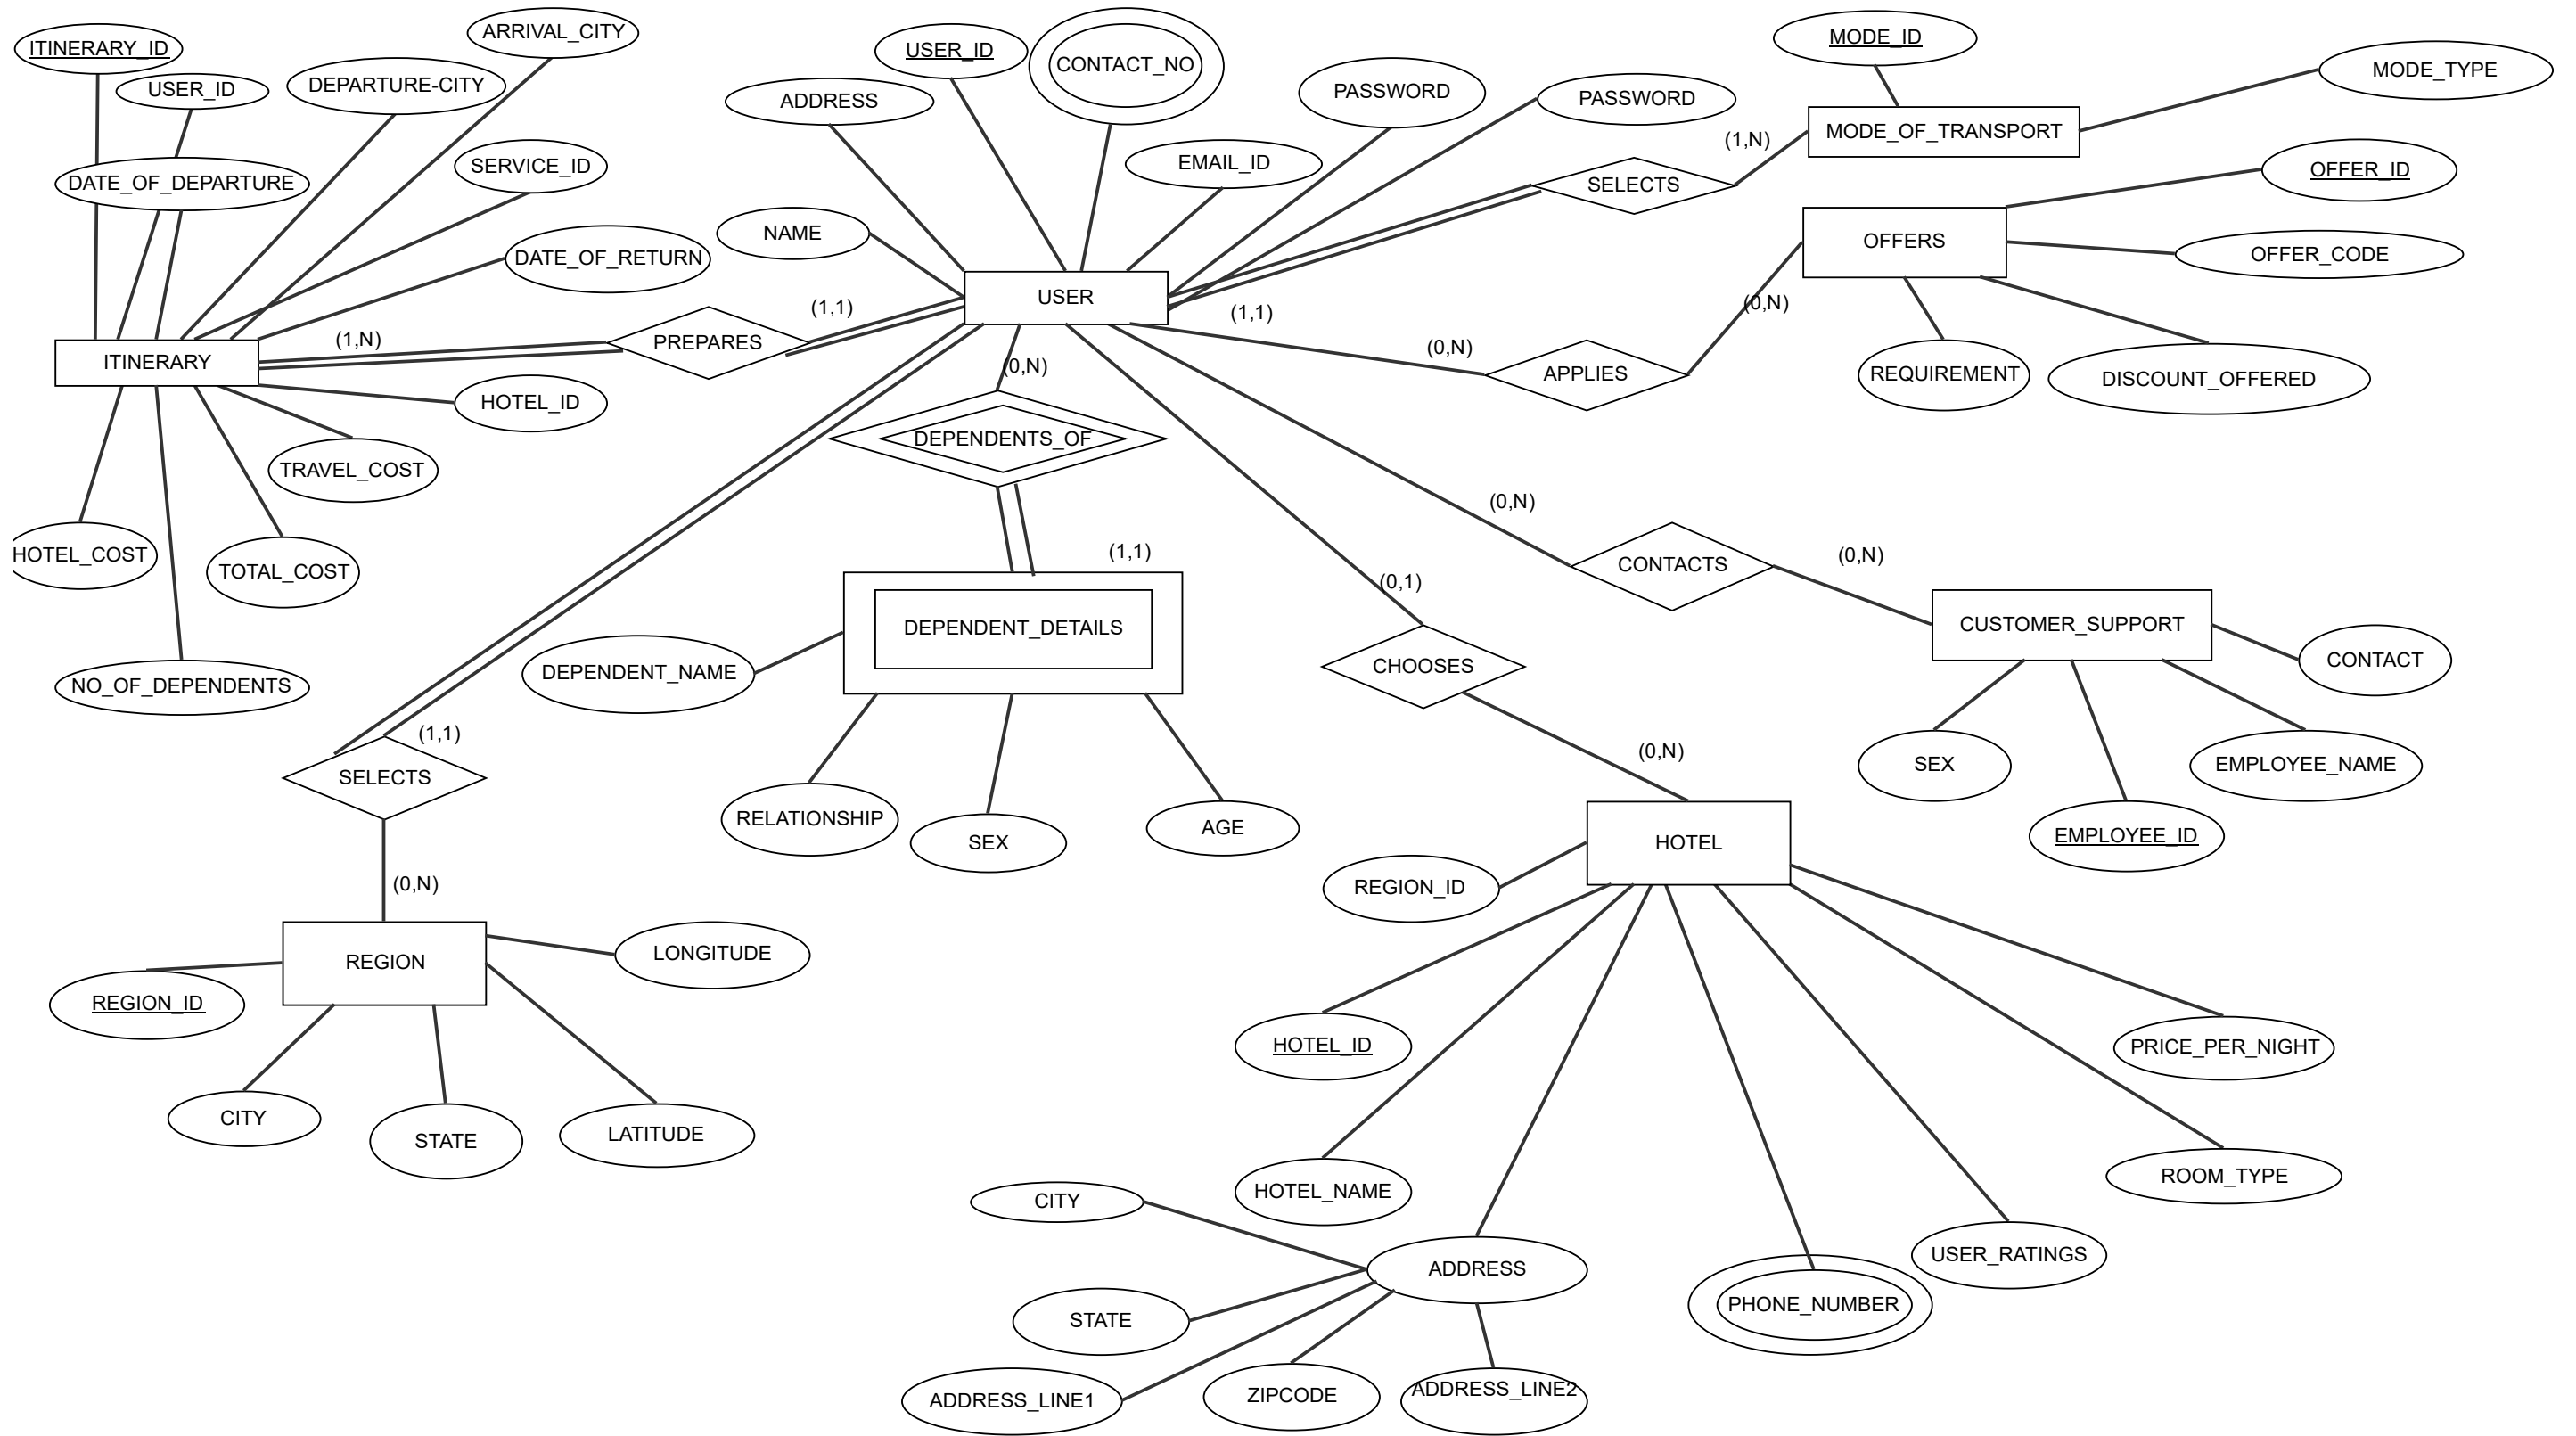 ITINERARY_ID
USER_ID
DEPARTURE-CITY
ARRIVAL_CITY
DATE_OF_DEPARTURE
SERVICE_ID
DATE_OF_RETURN
ITINERARY
(1,N)
PREPARES
(1,1)
HOTEL_ID
TRAVEL_COST
HOTEL_COST
TOTAL_COST
NO_OF_DEPENDENTS
ADDRESS
USER_ID
CONTACT_NO
PASSWORD
PASSWORD
EMAIL_ID
NAME
USER
(1,1)
SELECTS
(1,N)
MODE_ID
MODE_TYPE
MODE_OF_TRANSPORT
OFFER_ID
OFFERS
OFFER_CODE
(0,N)
REQUIREMENT
DISCOUNT_OFFERED
(0,N)
APPLIES
(0,N)
DEPENDENTS_OF
(1,1)
DEPENDENT_DETAILS
DEPENDENT_NAME
RELATIONSHIP
SEX
AGE
(0,N)
CONTACTS
(0,N)
CUSTOMER_SUPPORT
CONTACT
SEX
EMPLOYEE_NAME
EMPLOYEE_ID
(0,1)
CHOOSES
(0,N)
HOTEL
REGION_ID
HOTEL_ID
HOTEL_NAME
PRICE_PER_NIGHT
ROOM_TYPE
USER_RATINGS
PHONE_NUMBER
ADDRESS
CITY
STATE
ADDRESS_LINE1
ZIPCODE
ADDRESS_LINE2
(1,1)
SELECTS
(0,N)
REGION
LONGITUDE
REGION_ID
CITY
STATE
LATITUDE